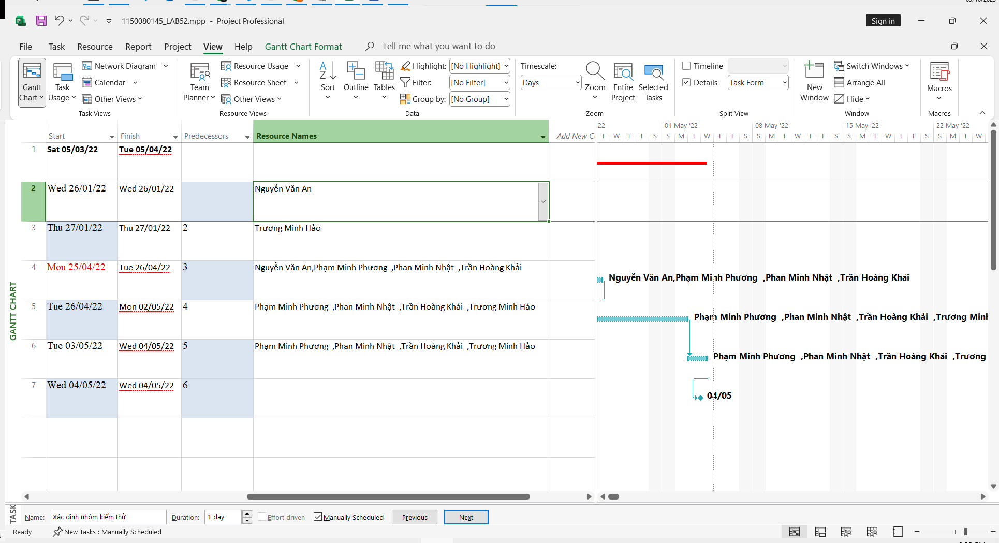 1150080145_LAB52.mpp - Project Professional
Sign in
File Task Resource Report Project View Help Gantt Chart Format Tell me what you want to do
Gantt Chart
Task Usage
Network Diagram
Calendar
Other Views
Task Views
Team Planner
Resource Usage
Resource Sheet
Other Views
Resource Views
Sort
Outline
Tables
Highlight: [No Highlight]
Filter: [No Filter]
Group by: [No Group]
Data
Timescale:
Days
Zoom
Entire Project
Selected Tasks
Zoom
Timeline
Details Task Form
Split View
New Window
Switch Windows
Arrange All
Hide
Window
Macros
Macros
Start Finish Predecessors Resource Names Add New C
22 01 May '22 08 May '22 15 May '22 22 May '22
T W T F S S M T W T F S S M T W T F S S M T W T F S S M T W
1 Sat 05/03/22 Tue 05/04/22
2 Wed 26/01/22 Wed 26/01/22 Nguyễn Văn An
3 Thu 27/01/22 Thu 27/01/22 2 Trương Minh Hảo
4 Mon 25/04/22 Tue 26/04/22 3 Nguyễn Văn An,Phạm Minh Phương ,Phan Minh Nhật ,Trần Hoàng Khải
Nguyễn Văn An,Phạm Minh Phương ,Phan Minh Nhật ,Trần Hoàng Khải
5 Tue 26/04/22 Mon 02/05/22 4 Phạm Minh Phương ,Phan Minh Nhật ,Trần Hoàng Khải ,Trương Minh Hảo
Phạm Minh Phương ,Phan Minh Nhật ,Trần Hoàng Khải ,Trương Minh
6 Tue 03/05/22 Wed 04/05/22 5 Phạm Minh Phương ,Phan Minh Nhật ,Trần Hoàng Khải ,Trương Minh Hảo
Phạm Minh Phương ,Phan Minh Nhật ,Trần Hoàng Khải ,Trương
7 Wed 04/05/22 Wed 04/05/22 6
04/05
GANTT CHART
TASK
Name: Xác định nhóm kiểm thử Duration: 1 day Effort driven Manually Scheduled Previous Next
Ready New Tasks : Manually Scheduled